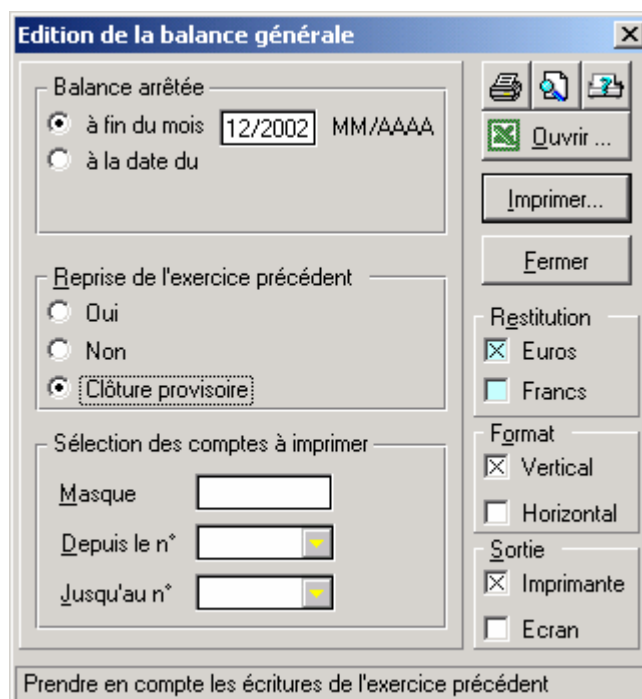 Edition de la balance générale
Balance arrêtée
à fin du mois 12/2002 MM/AAAA
à la date du
Reprise de l'exercice précédent
Oui
Non
Clôture provisoire
Sélection des comptes à imprimer
Masque
Depuis le n°
Jusqu'au n°
Ouvrir ...
Imprimer...
Fermer
Restitution
Euros
Francs
Format
Vertical
Horizontal
Sortie
Imprimante
Ecran
Prendre en compte les écritures de l'exercice précédent